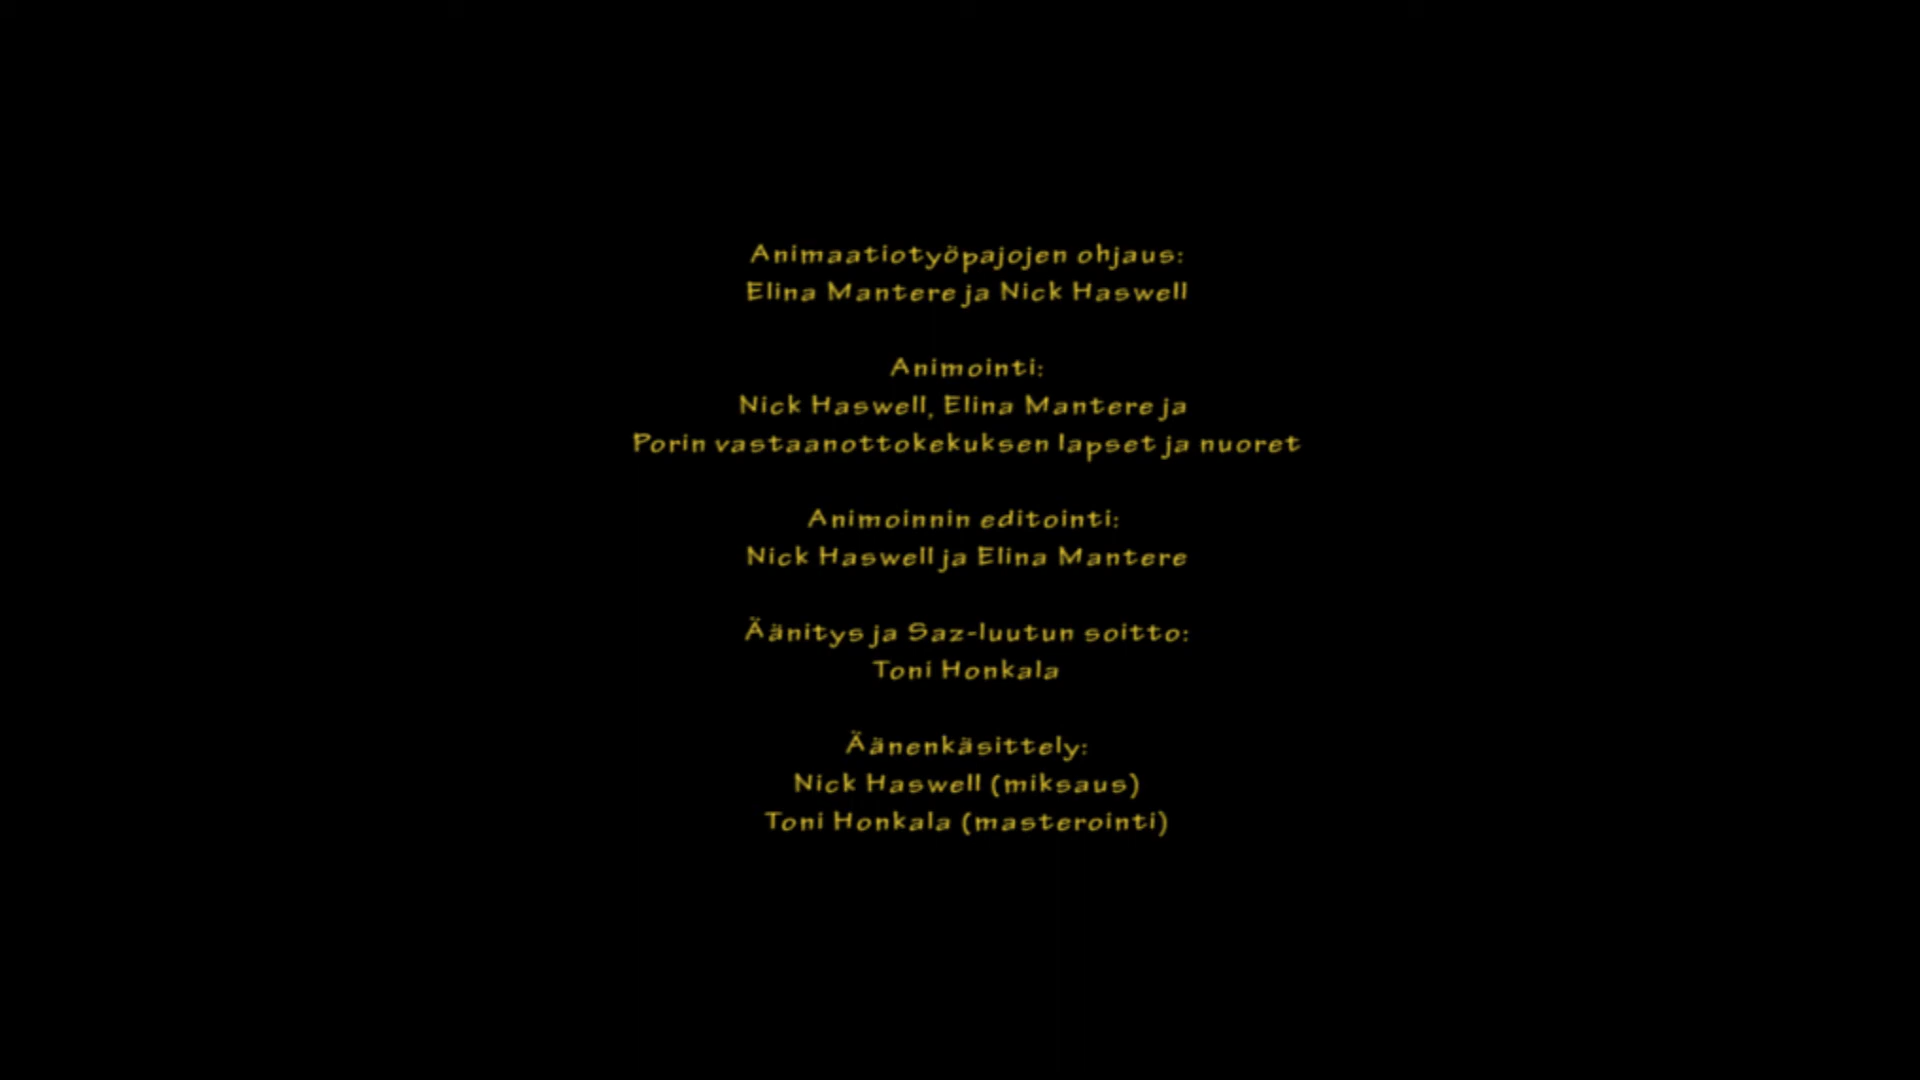 Animaatiotyöpajojen ohjaus:
Elina Mantere ja Nick Haswell
Animointi:
Nick Haswell, Elina Mantere ja
Porin vastaanottokekuksen lapset ja nuoret
Animoinnin editointi:
Nick Haswell ja Elina Mantere
Äänitys ja Saz-luutun soitto:
Toni Honkala
Äänenkäsittely:
Nick Haswell (miksaus)
Toni Honkala (masterointi)